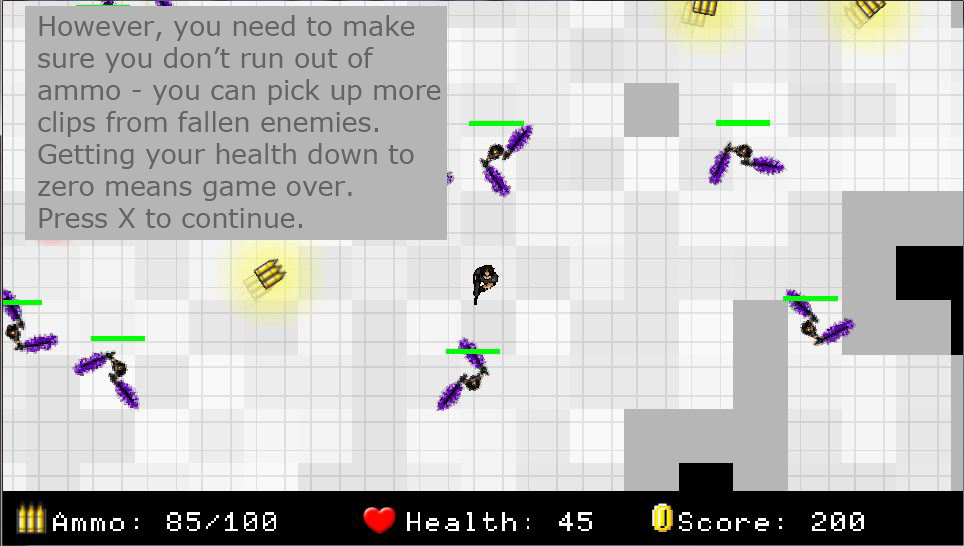 However, you need to make
sure you don’t run out of
ammo - you can pick up more
clips from fallen enemies.
Getting your health down to
zero means game over.
Press X to continue.
Ammo: 85/100 Health: 45 Score: 200